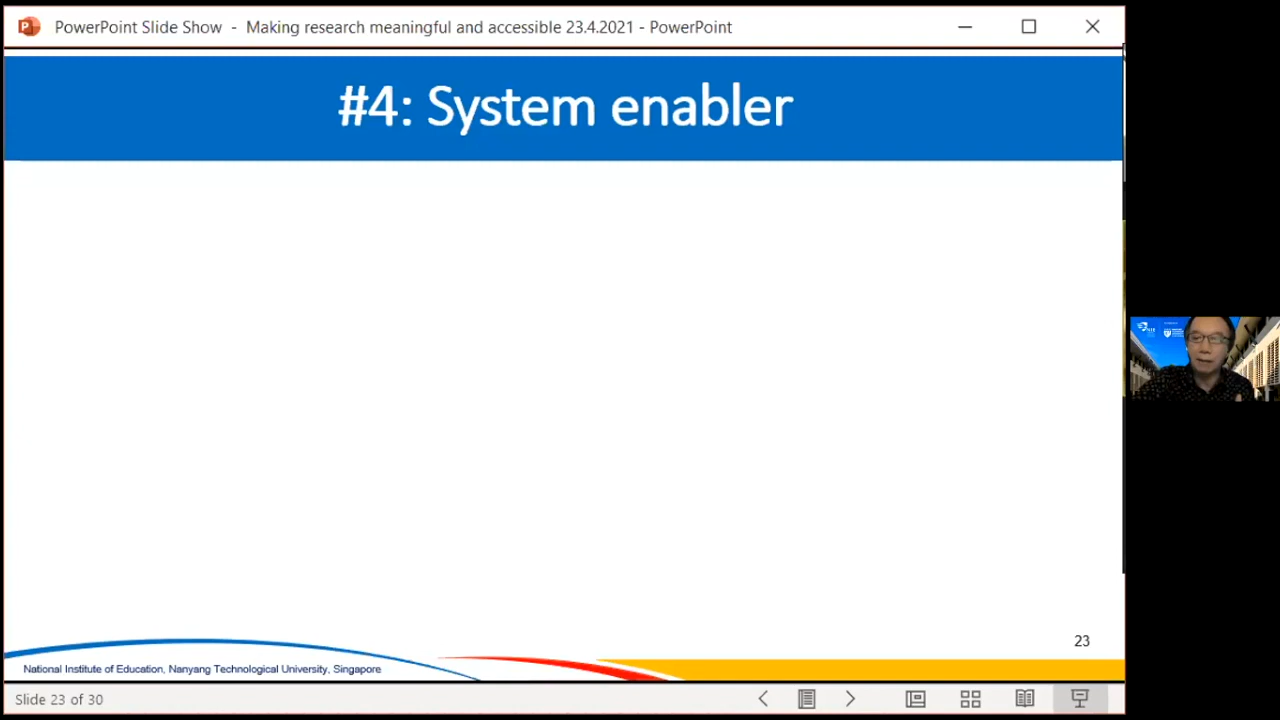 PowerPoint Slide Show - Making research meaningful and accessible 23.4.2021 - PowerPoint
#4: System enabler
23
National Institute of Education, Nanyang Technological University, Singapore
Slide 23 of 30